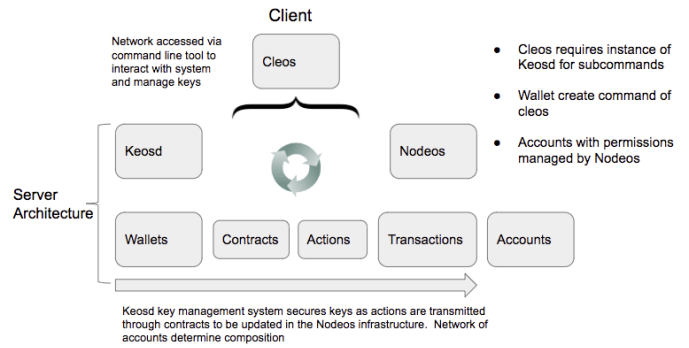 Client
Network accessed via
command line tool to
interact with system
and manage keys
Cleos
● Cleos requires instance of
Keosd for subcommands
● Wallet create command of
cleos
● Accounts with permissions
managed by Nodeos
Keosd
Nodeos
Server
Architecture
Wallets
Contracts
Actions
Transactions
Accounts
Keosd key management system secures keys as actions are transmitted
through contracts to be updated in the Nodeos infrastructure. Network of
accounts determine composition